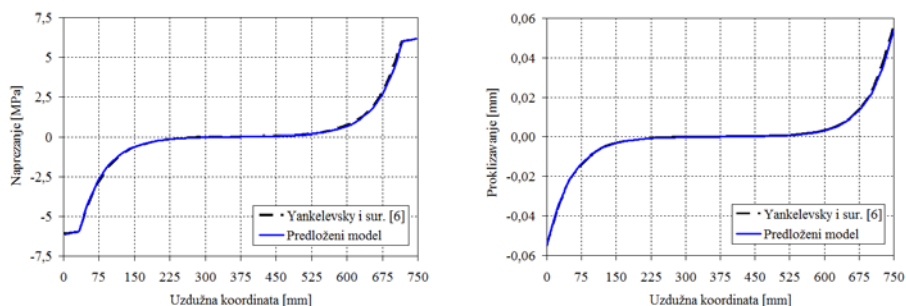 7,5
5
2,5
0
-2,5
-5
-7,5
Naprezanje [MPa]
0 75 150 225 300 375 450 525 600 675 750
Uzdužna koordinata [mm]
Yankelevsky i sur. [6]
Predloženi model
0,06
0,04
0,02
0,00
-0,02
-0,04
-0,06
Proklizavanje [mm]
0 75 150 225 300 375 450 525 600 675 750
Uzdužna koordinata [mm]
Yankelevsky i sur. [6]
Predloženi model